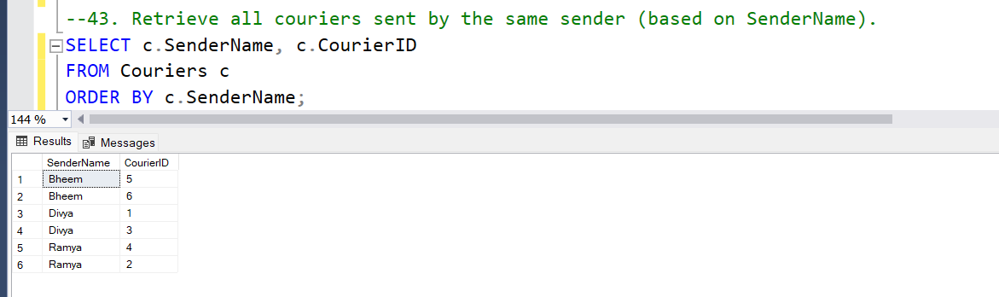 --43. Retrieve all couriers sent by the same sender (based on SenderName).
SELECT c.SenderName, c.CourierID
FROM Couriers c
ORDER BY c.SenderName;
144 %
Results Messages
SenderName CourierID
1 Bheem 5
2 Bheem 6
3 Divya 1
4 Divya 3
5 Ramya 4
6 Ramya 2